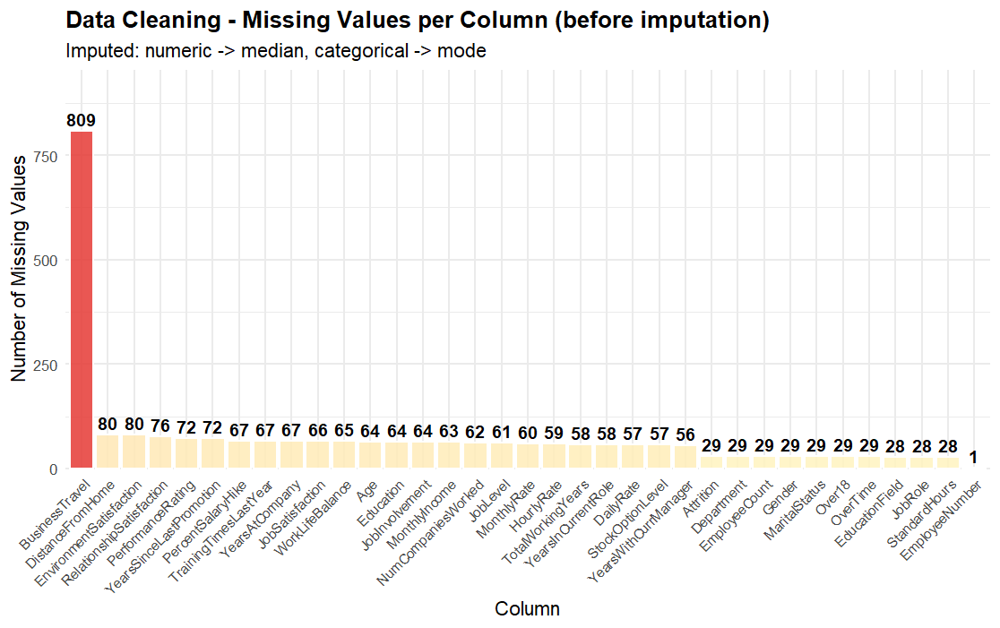 Data Cleaning - Missing Values per Column (before imputation)
Imputed: numeric -> median, categorical -> mode
Number of Missing Values
750
500
250
0
809
80
80
76
72
72
67
67
67
66
65
64
64
64
63
62
61
60
59
58
58
57
57
56
29
29
29
29
29
29
29
28
28
28
1
BusinessTravel
DistanceFromHome
EnvironmentSatisfaction
RelationshipSatisfaction
PerformanceRating
YearsSinceLastPromotion
PercentSalaryHike
TrainingTimesLastYear
YearsAtCompany
JobSatisfaction
WorkLifeBalance
Age
Education
JobInvolvement
MonthlyIncome
NumCompaniesWorked
JobLevel
MonthlyRate
HourlyRate
TotalWorkingYears
YearsInCurrentRole
DailyRate
StockOptionLevel
YearsWithCurrManager
Attrition
Department
EmployeeCount
Gender
MaritalStatus
Over18
OverTime
EducationField
JobRole
StandardHours
EmployeeNumber
Column